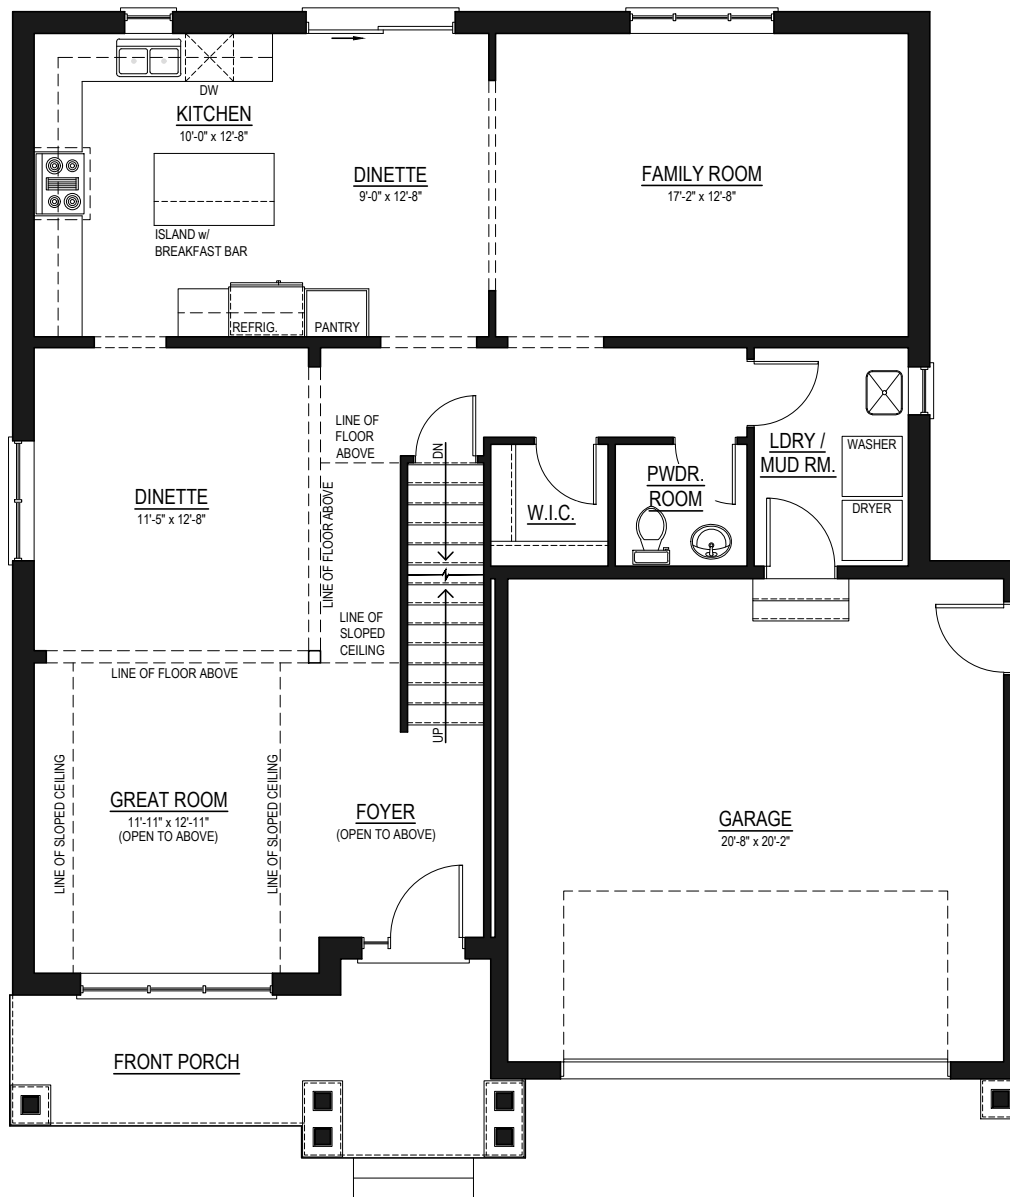 DW
KITCHEN
10'-0" x 12'-8"
DINETTE
9'-0" x 12'-8"
FAMILY ROOM
17'-2" x 12'-8"
ISLAND w/
BREAKFAST BAR
REFRIG.
PANTRY
LINE OF
FLOOR
ABOVE
DN
LDRY /
MUD RM.
WASHER
DRYER
PWDR.
ROOM
W.I.C.
DINETTE
11'-5" x 12'-8"
LINE OF FLOOR ABOVE
LINE OF
SLOPED
CEILING
LINE OF FLOOR ABOVE
UP
LINE OF SLOPED CEILING
LINE OF SLOPED CEILING
GREAT ROOM
11'-11" x 12'-11"
(OPEN TO ABOVE)
FOYER
(OPEN TO ABOVE)
GARAGE
20'-8" x 20'-2"
FRONT PORCH